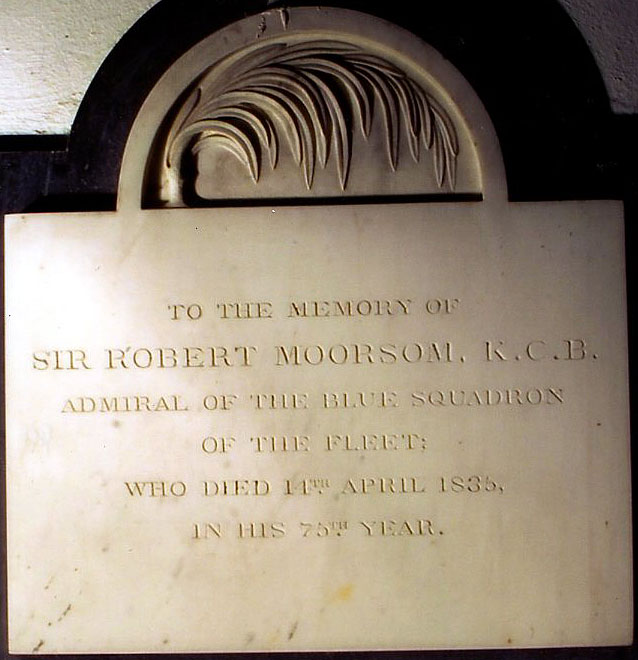 TO THE MEMORY OF
SIR ROBERT MOORSOM, K.C.B.
ADMIRAL OF THE BLUE SQUADRON
OF THE FLEET;
WHO DIED 14TH. APRIL 1835,
IN HIS 75TH. YEAR.